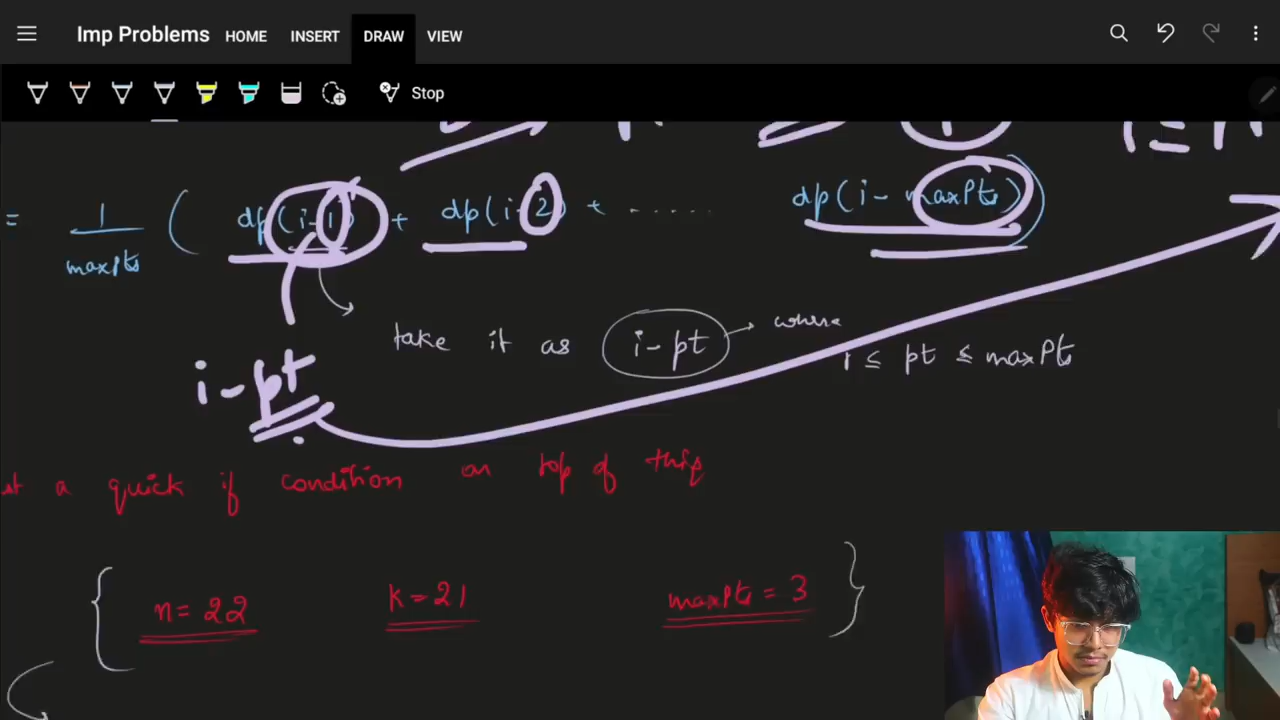 Imp Problems HOME INSERT DRAW VIEW
Stop
= 1/maxPts ( dp(i-1) + dp(i-2) + ...... dp(i-maxPts) )
take it as i-pt where
1 ≤ pt ≤ maxPts
i-pt
a quick if condition on top of this
{ n=22 k=21 maxPts=3 }